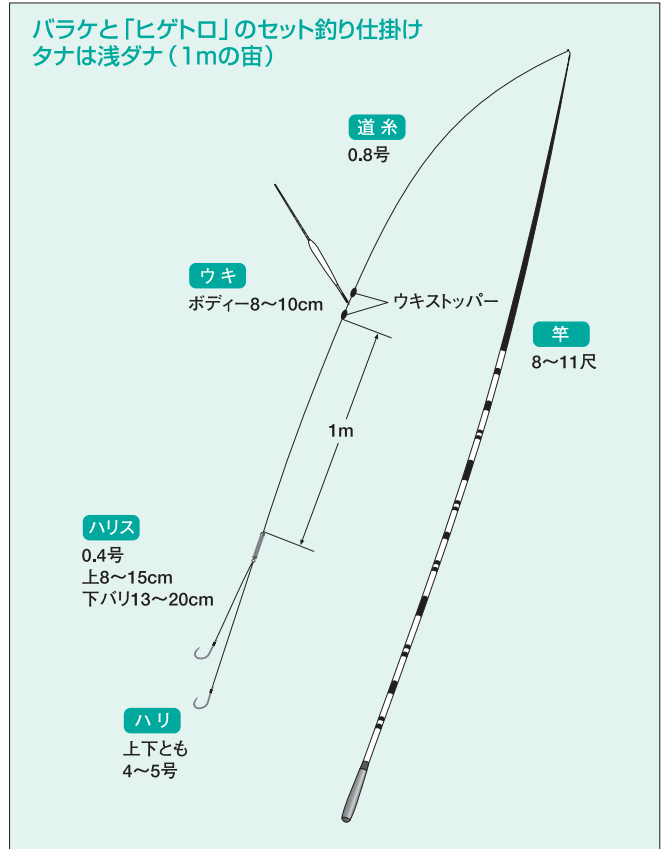 バラケと「ヒゲトロ」のセット釣り仕掛け
タナは浅ダナ(1mの宙)
道糸
0.8号
ウキ
ボディー8〜10cm
ウキストッパー
竿
8〜11尺
1m
ハリス
0.4号
上8〜15cm
下バリ13〜20cm
ハリ
上下とも
4〜5号